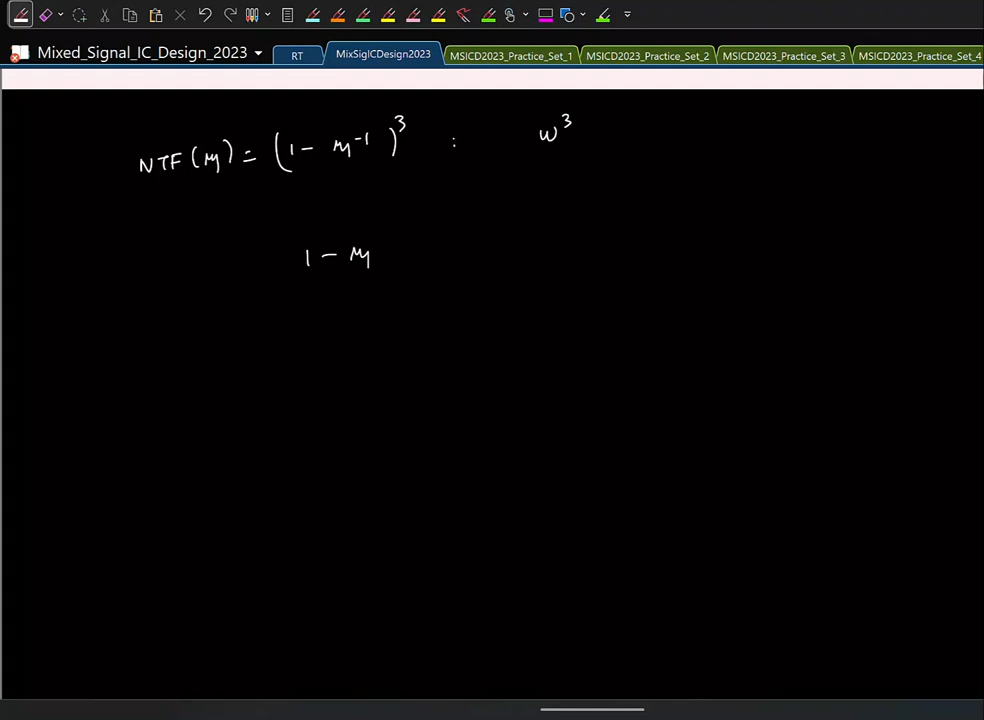 Mixed_Signal_IC_Design_2023 RT MixSigICDesign2023 MSICD2023_Practice_Set_1 MSICD2023_Practice_Set_2 MSICD2023_Practice_Set_3 MSICD2023_Practice_Set_4
NTF(z) = (1 - z⁻¹)³ : ω³
1 - z